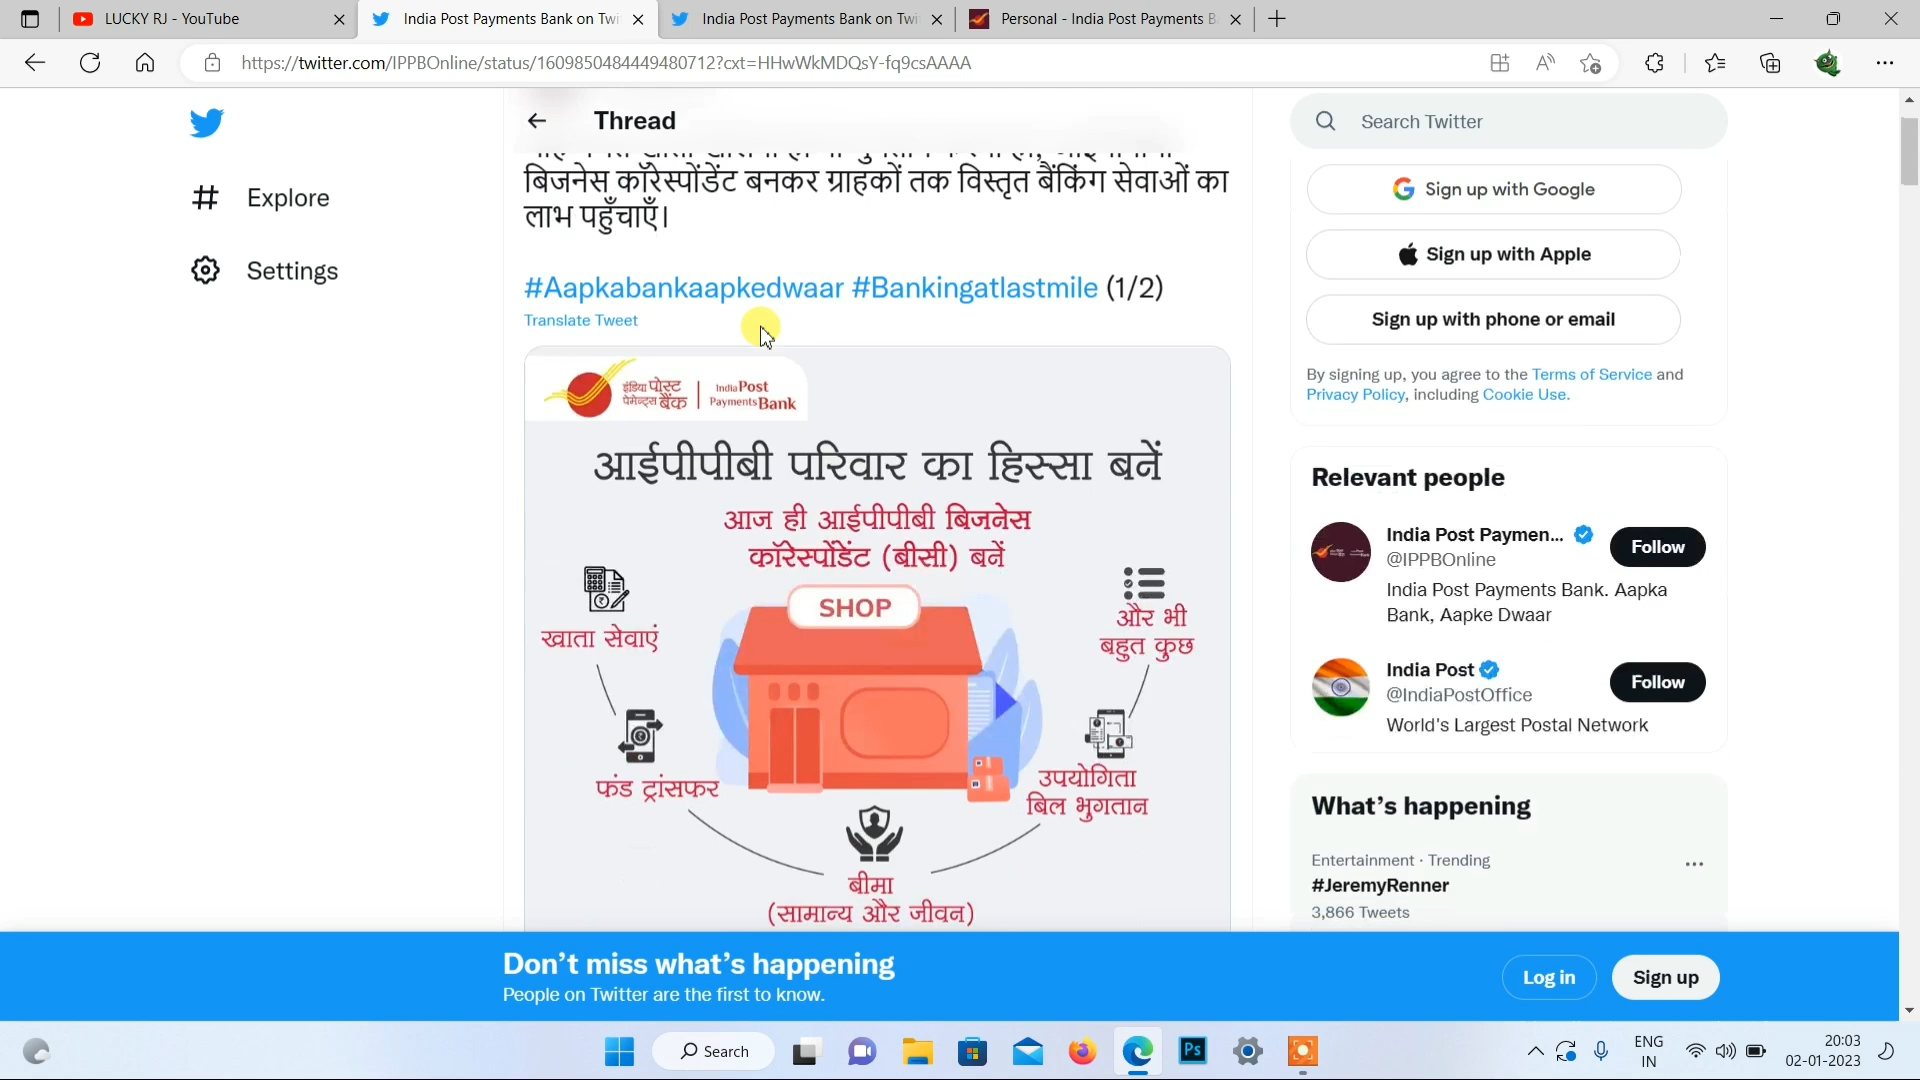 LUCKY RJ - YouTube
India Post Payments Bank on Twi
India Post Payments Bank on Twi
Personal - India Post Payments B
https://twitter.com/IPPBOnline/status/1609850484449480712?cxt=HHwWkMDQsY-fq9csAAAA
Thread
Search Twitter
Explore
Settings
बिजनेस कॉरेस्पोंडेंट बनकर ग्राहकों तक विस्तृत बैंकिंग सेवाओं का
लाभ पहुँचाएँ।
#Aapkabankaapkedwaar #Bankingatlastmile (1/2)
Translate Tweet
इंडिया पोस्ट
पेमेन्ट्स बैंक
India Post
Payments Bank
आईपीपीबी परिवार का हिस्सा बनें
आज ही आईपीपीबी बिजनेस
कॉरेस्पोंडेंट (बीसी) बनें
SHOP
खाता सेवाएं
और भी
बहुत कुछ
फंड ट्रांसफर
उपयोगिता
बिल भुगतान
बीमा
(सामान्य और जीवन)
Sign up with Google
Sign up with Apple
Sign up with phone or email
By signing up, you agree to the Terms of Service and
Privacy Policy, including Cookie Use.
Relevant people
India Post Paymen...
@IPPBOnline
Follow
India Post Payments Bank. Aapka
Bank, Aapke Dwaar
India Post
@IndiaPostOffice
Follow
World's Largest Postal Network
What's happening
Entertainment · Trending
#JeremyRenner
3,866 Tweets
Don't miss what's happening
People on Twitter are the first to know.
Log in
Sign up
Search
Ps
ENG
IN
20:03
02-01-2023